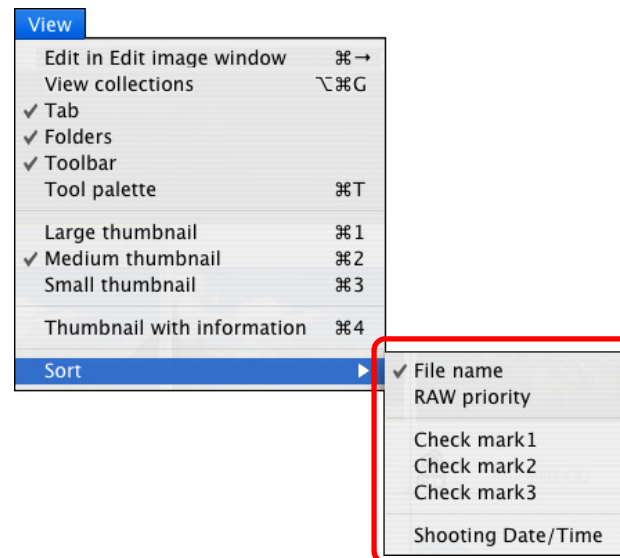 View
Edit in Edit image window ⌘→
View collections ⌥⌘G
✓ Tab
✓ Folders
✓ Toolbar
Tool palette ⌘T
Large thumbnail ⌘1
✓ Medium thumbnail ⌘2
Small thumbnail ⌘3
Thumbnail with information ⌘4
Sort ▶
✓ File name
RAW priority
Check mark1
Check mark2
Check mark3
Shooting Date/Time